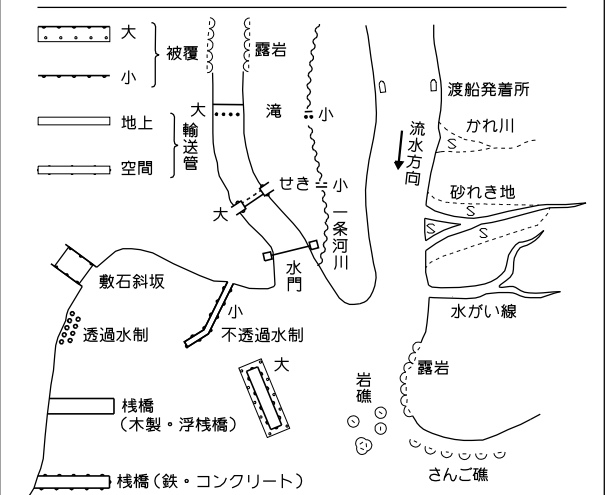 大
小
被覆
地上
空間
輸送管
露岩
大
滝
小
せき
小
大
一条河川
水門
流水方向
渡船発着所
かれ川
S
砂れき地
S
S
S
水がい線
敷石斜坂
透過水制
小
不透過水制
大
桟橋
(木製・浮桟橋)
桟橋(鉄・コンクリート)
岩礁
露岩
さんご礁